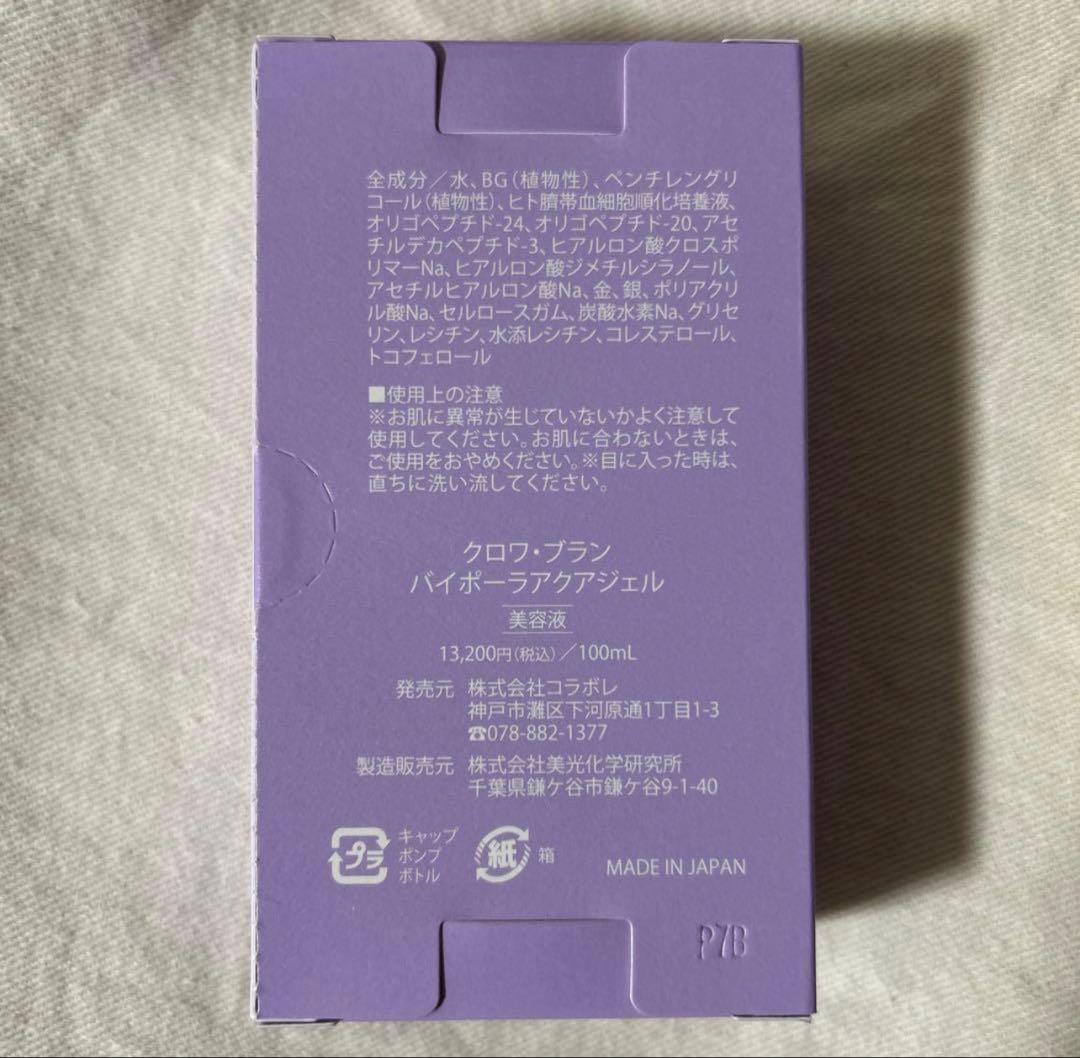 全成分／水、BG（植物性）、ペンチレングリ
コール（植物性）、ヒト臍帯血細胞順化培養液、
オリゴペプチド-24、オリゴペプチド-20、アセ
チルデカペプチド-3、ヒアルロン酸クロスポ
リマーNa、ヒアルロン酸ジメチルシラノール、
アセチルヒアルロン酸Na、金、銀、ポリアクリ
ル酸Na、セルロースガム、炭酸水素Na、グリセ
リン、レシチン、水添レシチン、コレステロール、
トコフェロール
■使用上の注意
※お肌に異常が生じていないかよく注意して
使用してください。お肌に合わないときは、
ご使用をおやめください。※目に入った時は、
直ちに洗い流してください。
クロワ・ブラン
バイポーラアクアジェル
美容液
13,200円（税込）／100mL
発売元 株式会社コラボレ
神戸市灘区下河原通1丁目1-3
☎078-882-1377
製造販売元 株式会社美光化学研究所
千葉県鎌ケ谷市鎌ケ谷9-1-40
プラ キャップ
ポンプ
ボトル
紙 箱
MADE IN JAPAN
P7B